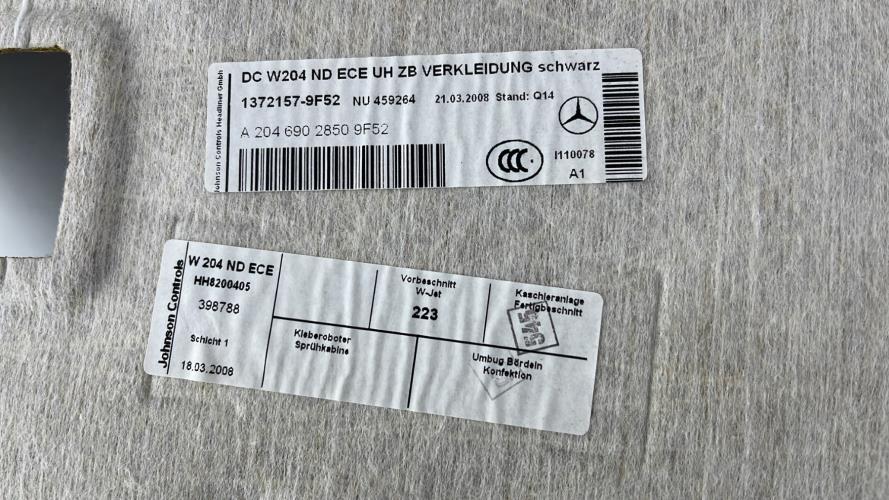 Johnson Controls Headliner Gmbh
DC W204 ND ECE UH ZB VERKLEIDUNG schwarz
1372157-9F52 NU 459264 21.03.2008 Stand: Q14
A 204 690 2850 9F52
CCC
I110078
A1
Johnson Controls
W 204 ND ECE
HH8200405
398788
Schicht 1
18.03.2008
Vorbeschnitt
W-Jet
223
Kaschieranlage
Fertigbeschnitt
545
Kleberoboter
Sprühkabine
Umbug Bördeln
Konfektion